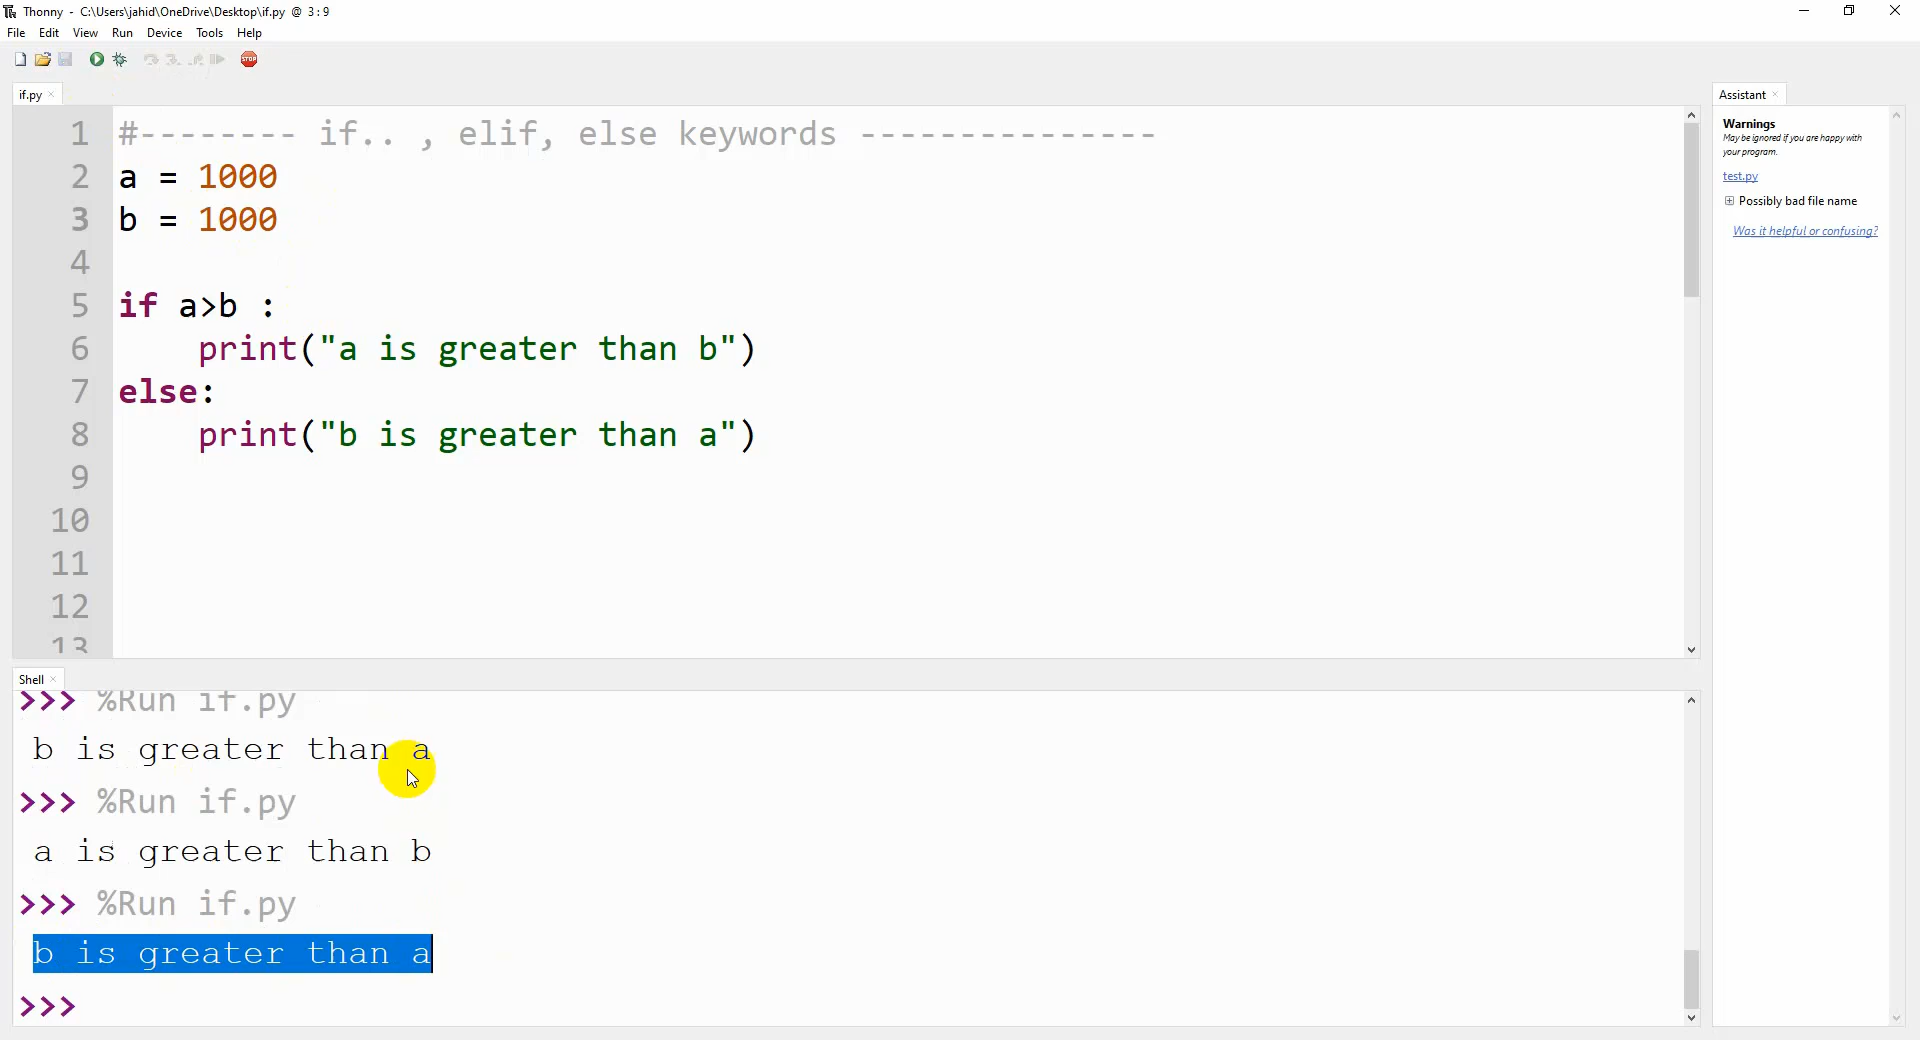 Thonny - C:\Users\jahid\OneDrive\Desktop\if.py @ 3:9
File Edit View Run Device Tools Help
STOP
if.py ×
Assistant ×
1 #-------- if.. , elif, else keywords ---------------
2 a = 1000
3 b = 1000
4
5 if a>b :
6 print("a is greater than b")
7 else:
8 print("b is greater than a")
9
10
11
12
13
Warnings
May be ignored if you are happy with
your program.
test.py
Possibly bad file name
Was it helpful or confusing?
Shell ×
>>> %Run if.py
b is greater than a
>>> %Run if.py
a is greater than b
>>> %Run if.py
b is greater than a
>>>